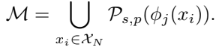 $\mathcal{M} = \bigcup_{x_i \in \mathcal{X}_N} \mathcal{P}_{s,p}(\phi_j(x_i)).$